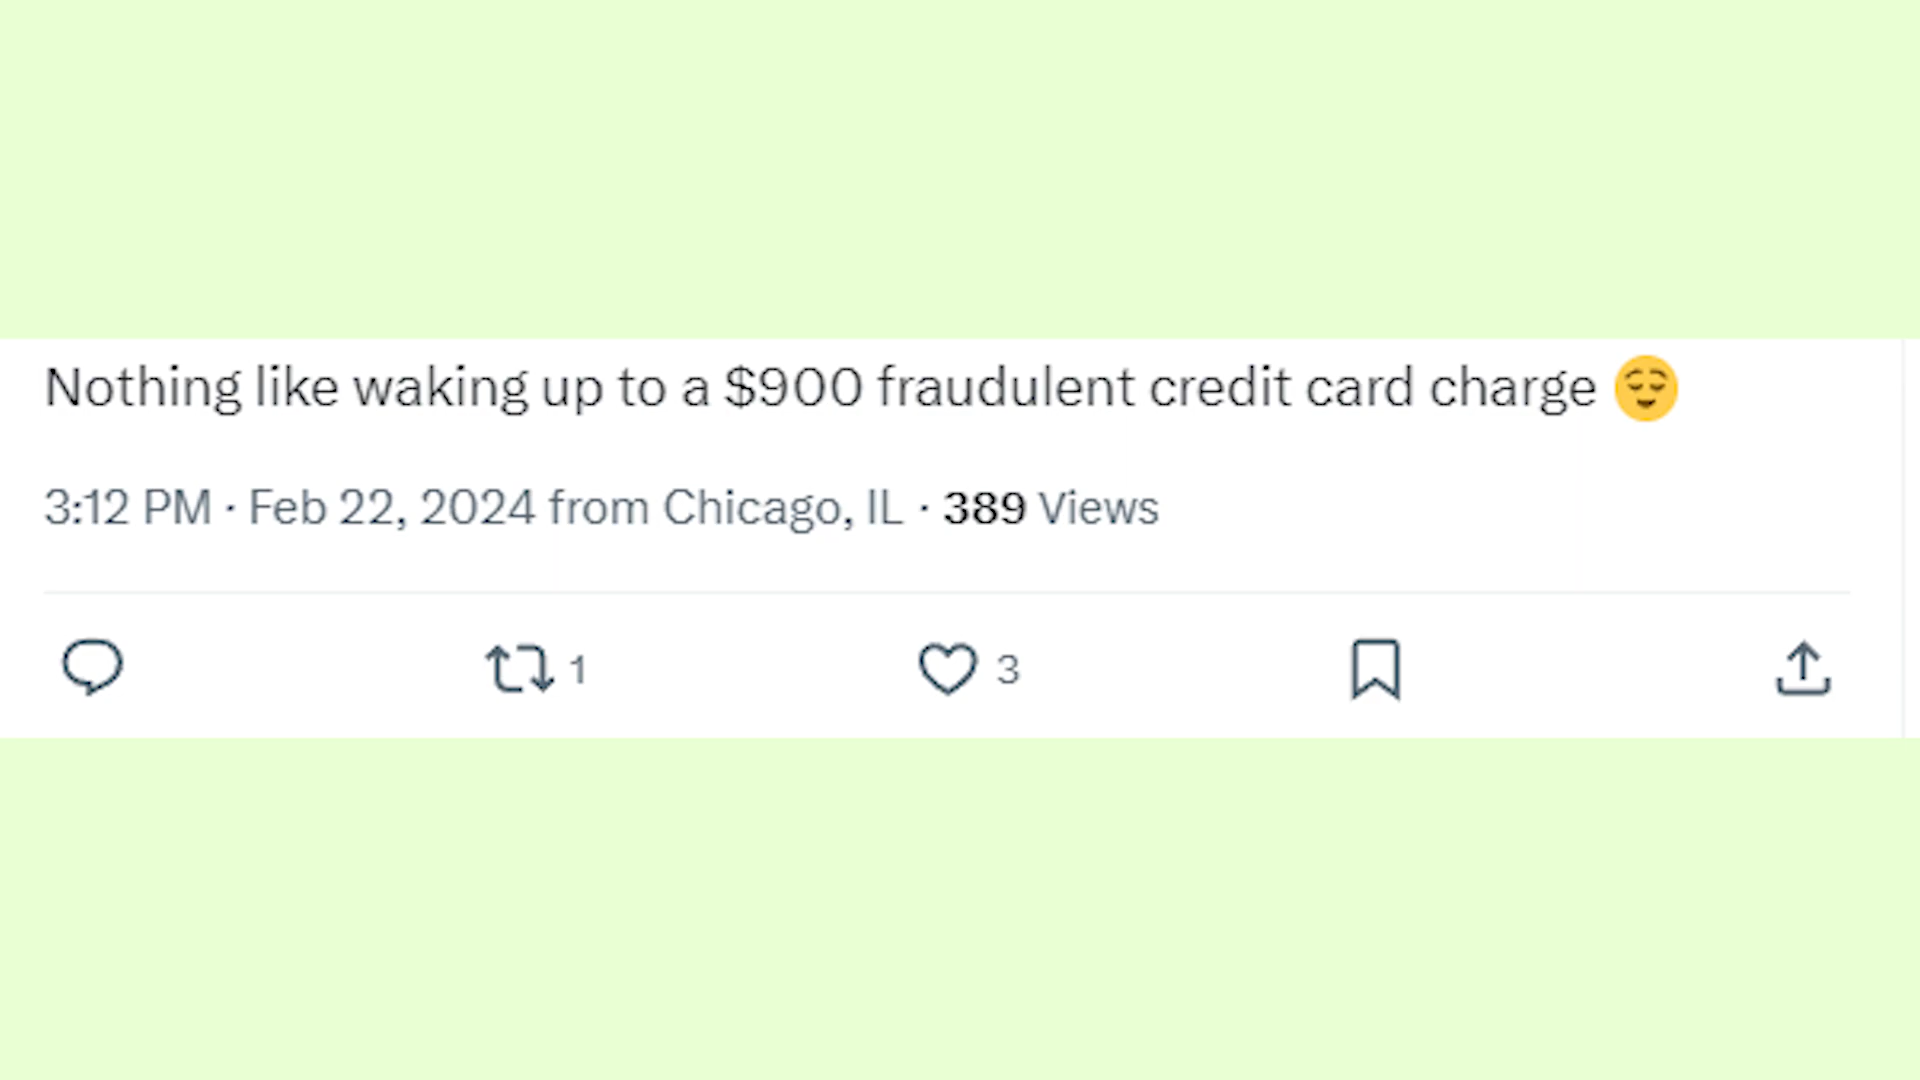 Nothing like waking up to a $900 fraudulent credit card charge 😌
3:12 PM · Feb 22, 2024 from Chicago, IL · 389 Views
1 3